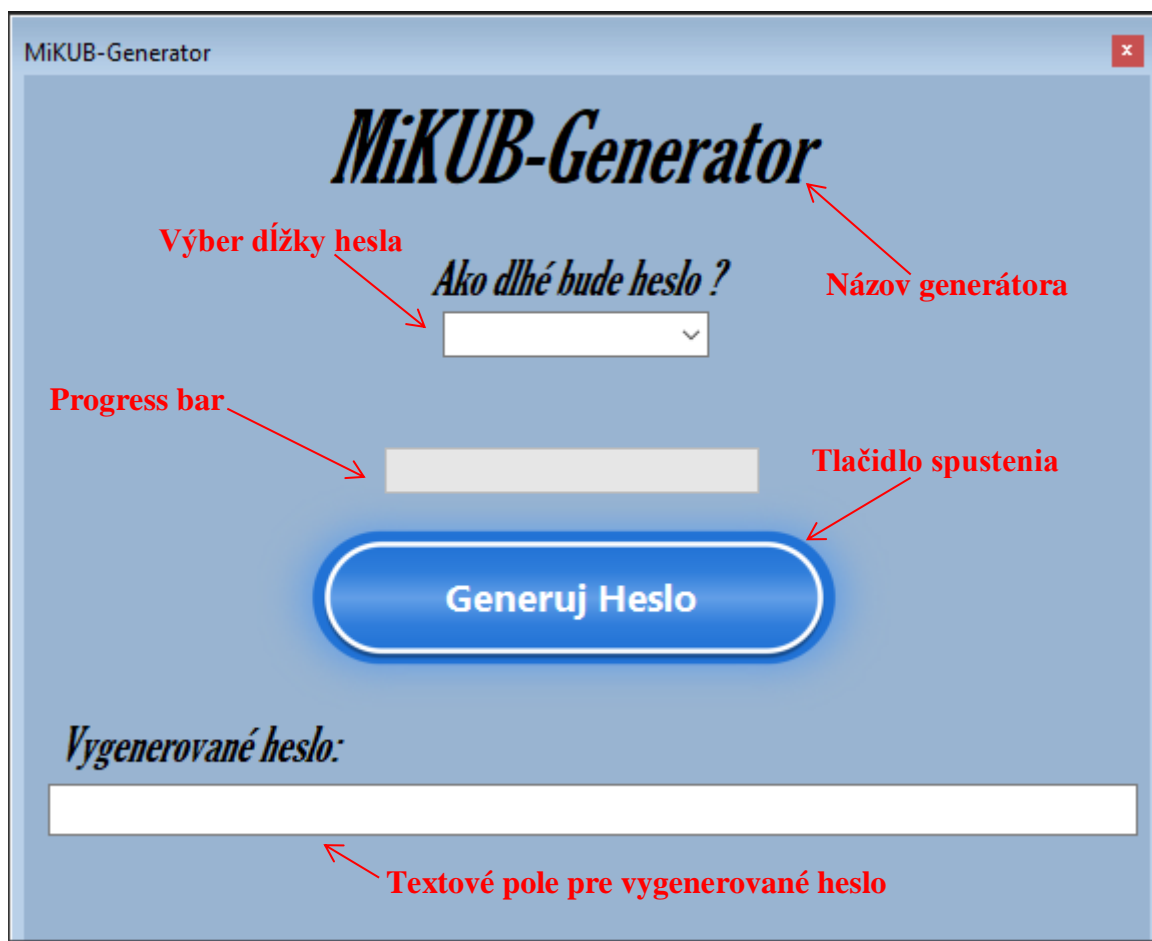 MiKUB-Generator
x
MiKUB-Generator
Výber dĺžky hesla
Ako dlhé bude heslo ?
Názov generátora
Progress bar
Tlačidlo spustenia
Generuj Heslo
Vygenerované heslo:
Textové pole pre vygenerované heslo